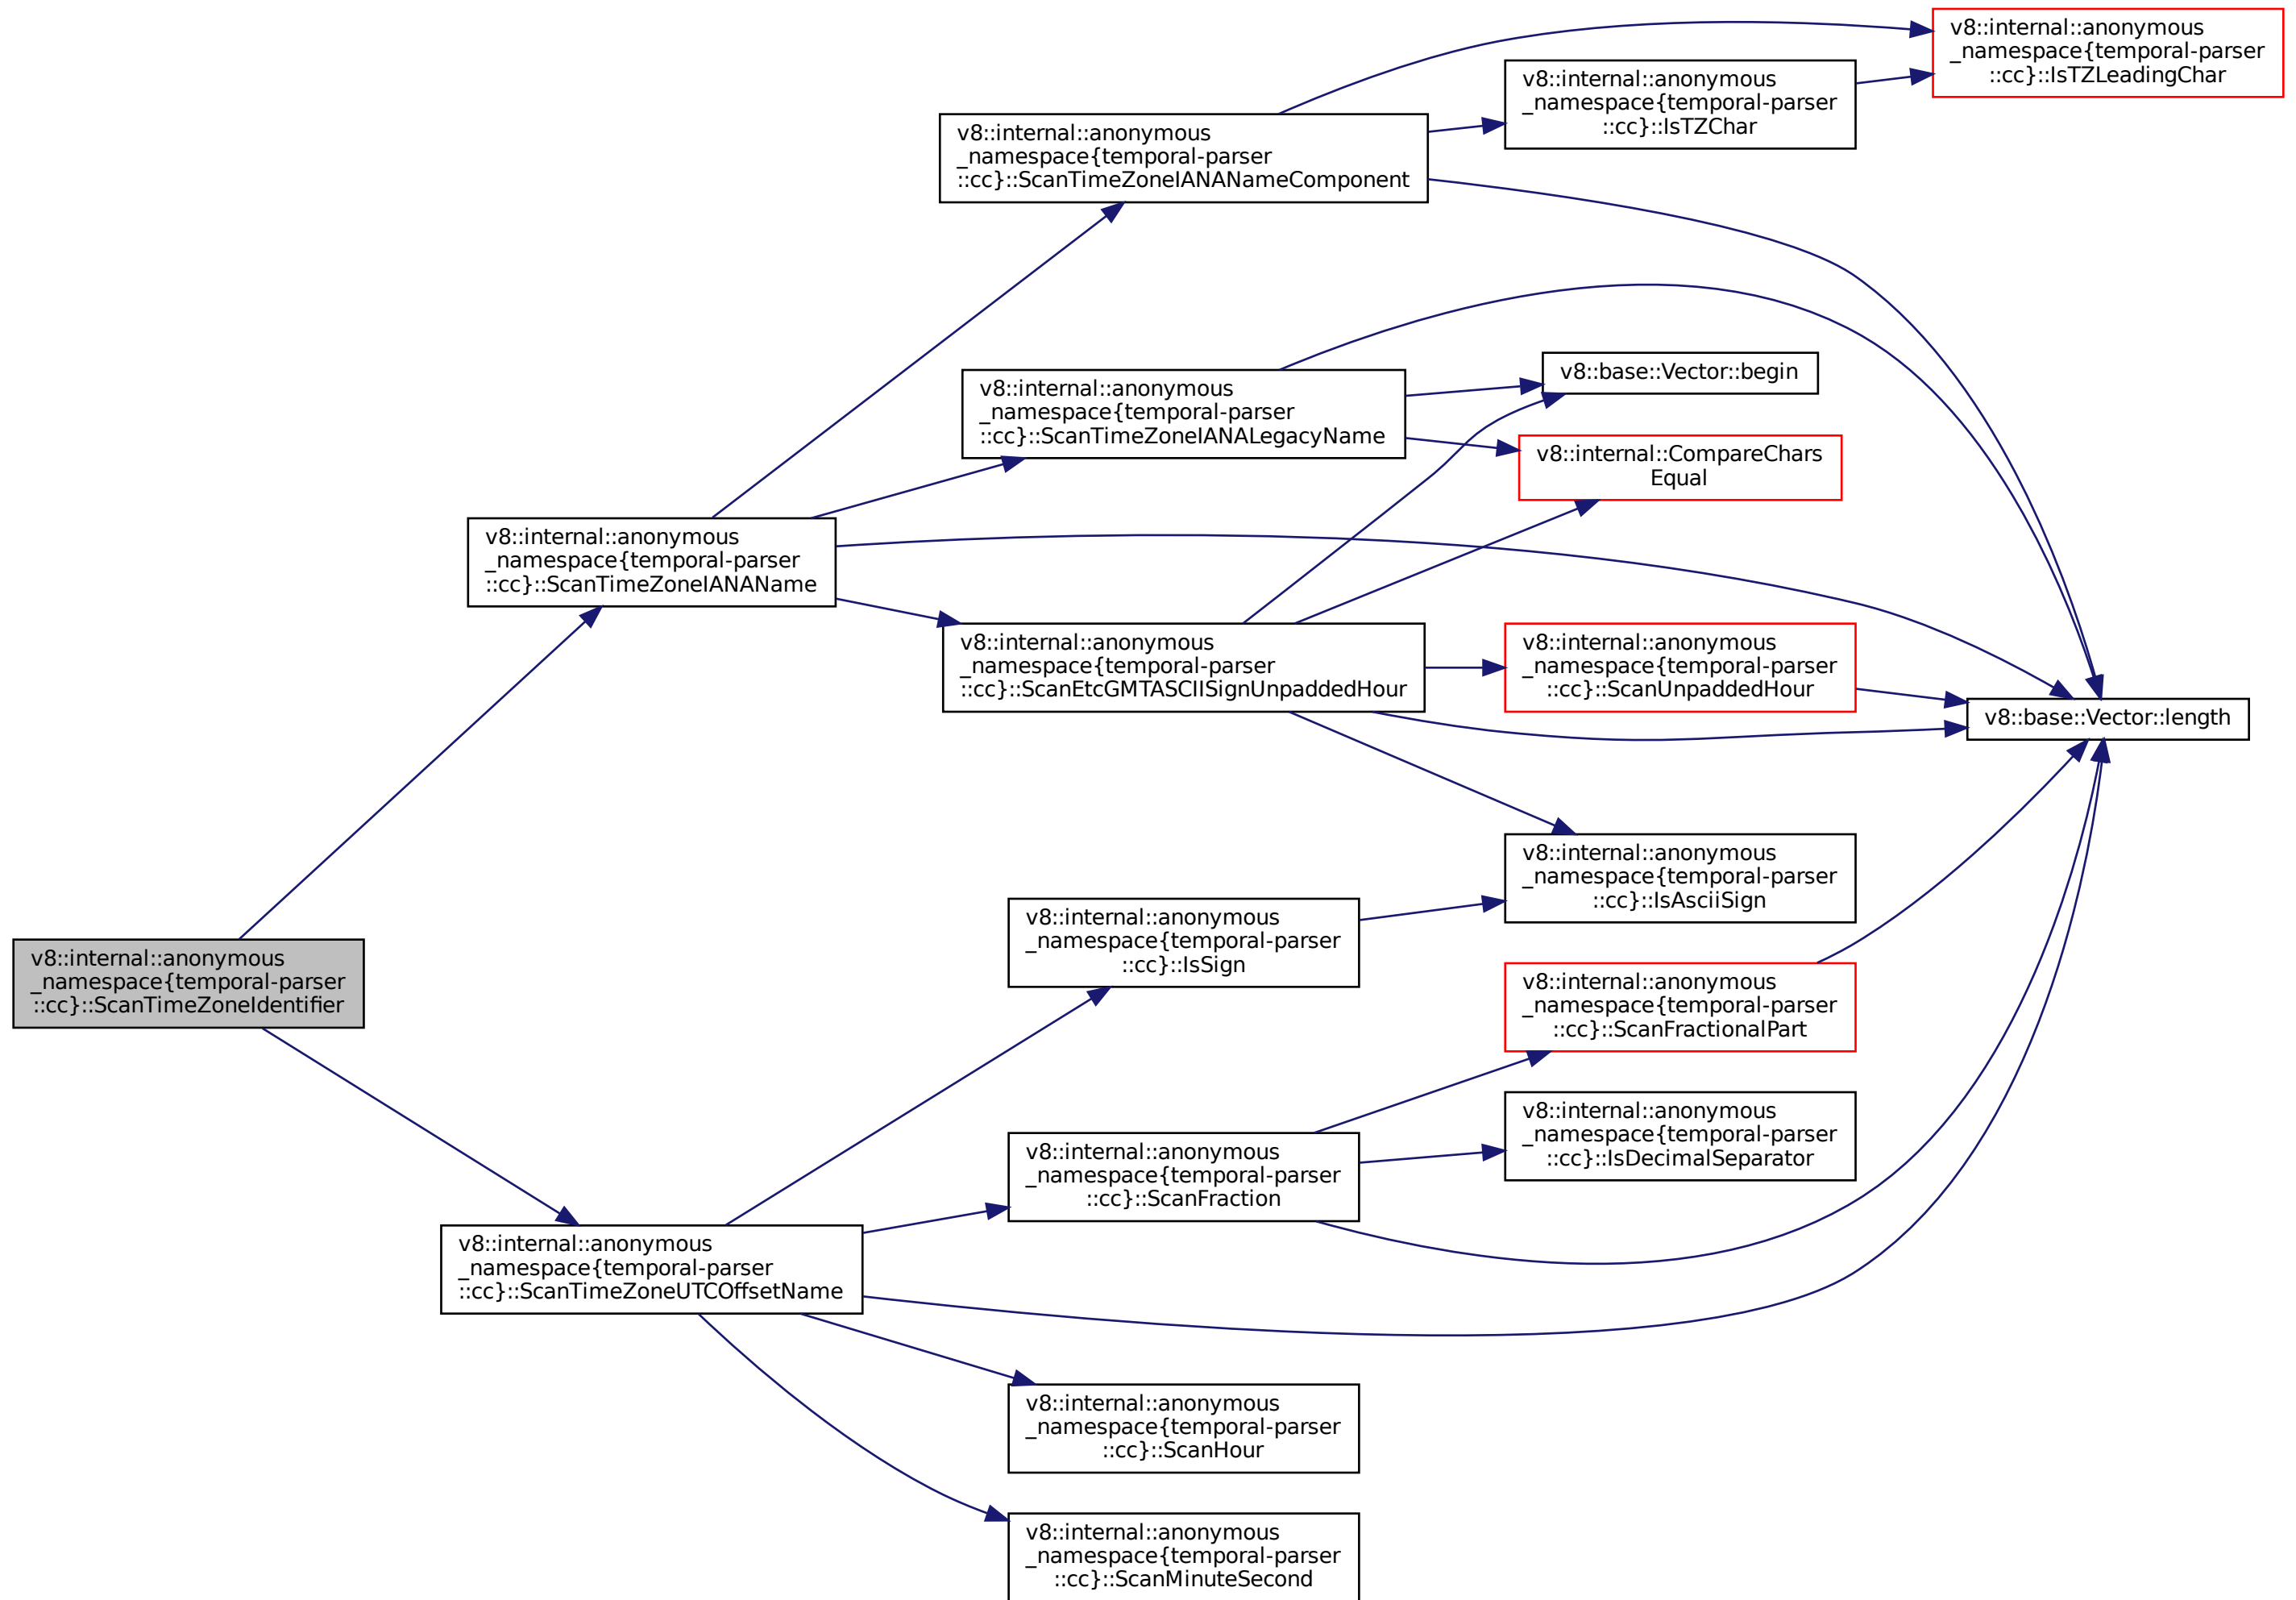 v8::internal::anonymous
_namespace{temporal-parser
::cc}::ScanTimeZoneIdentifier
v8::internal::anonymous
_namespace{temporal-parser
::cc}::ScanTimeZoneIANAName
v8::internal::anonymous
_namespace{temporal-parser
::cc}::ScanTimeZoneUTCOffsetName
v8::internal::anonymous
_namespace{temporal-parser
::cc}::ScanTimeZoneIANANameComponent
v8::internal::anonymous
_namespace{temporal-parser
::cc}::ScanTimeZoneIANALegacyName
v8::internal::anonymous
_namespace{temporal-parser
::cc}::ScanEtcGMTASCIISignUnpaddedHour
v8::internal::anonymous
_namespace{temporal-parser
::cc}::IsSign
v8::internal::anonymous
_namespace{temporal-parser
::cc}::ScanFraction
v8::internal::anonymous
_namespace{temporal-parser
::cc}::ScanHour
v8::internal::anonymous
_namespace{temporal-parser
::cc}::ScanMinuteSecond
v8::internal::anonymous
_namespace{temporal-parser
::cc}::IsTZChar
v8::base::Vector::begin
v8::internal::CompareChars
Equal
v8::internal::anonymous
_namespace{temporal-parser
::cc}::ScanUnpaddedHour
v8::internal::anonymous
_namespace{temporal-parser
::cc}::IsAsciiSign
v8::internal::anonymous
_namespace{temporal-parser
::cc}::ScanFractionalPart
v8::internal::anonymous
_namespace{temporal-parser
::cc}::IsDecimalSeparator
v8::internal::anonymous
_namespace{temporal-parser
::cc}::IsTZLeadingChar
v8::base::Vector::length